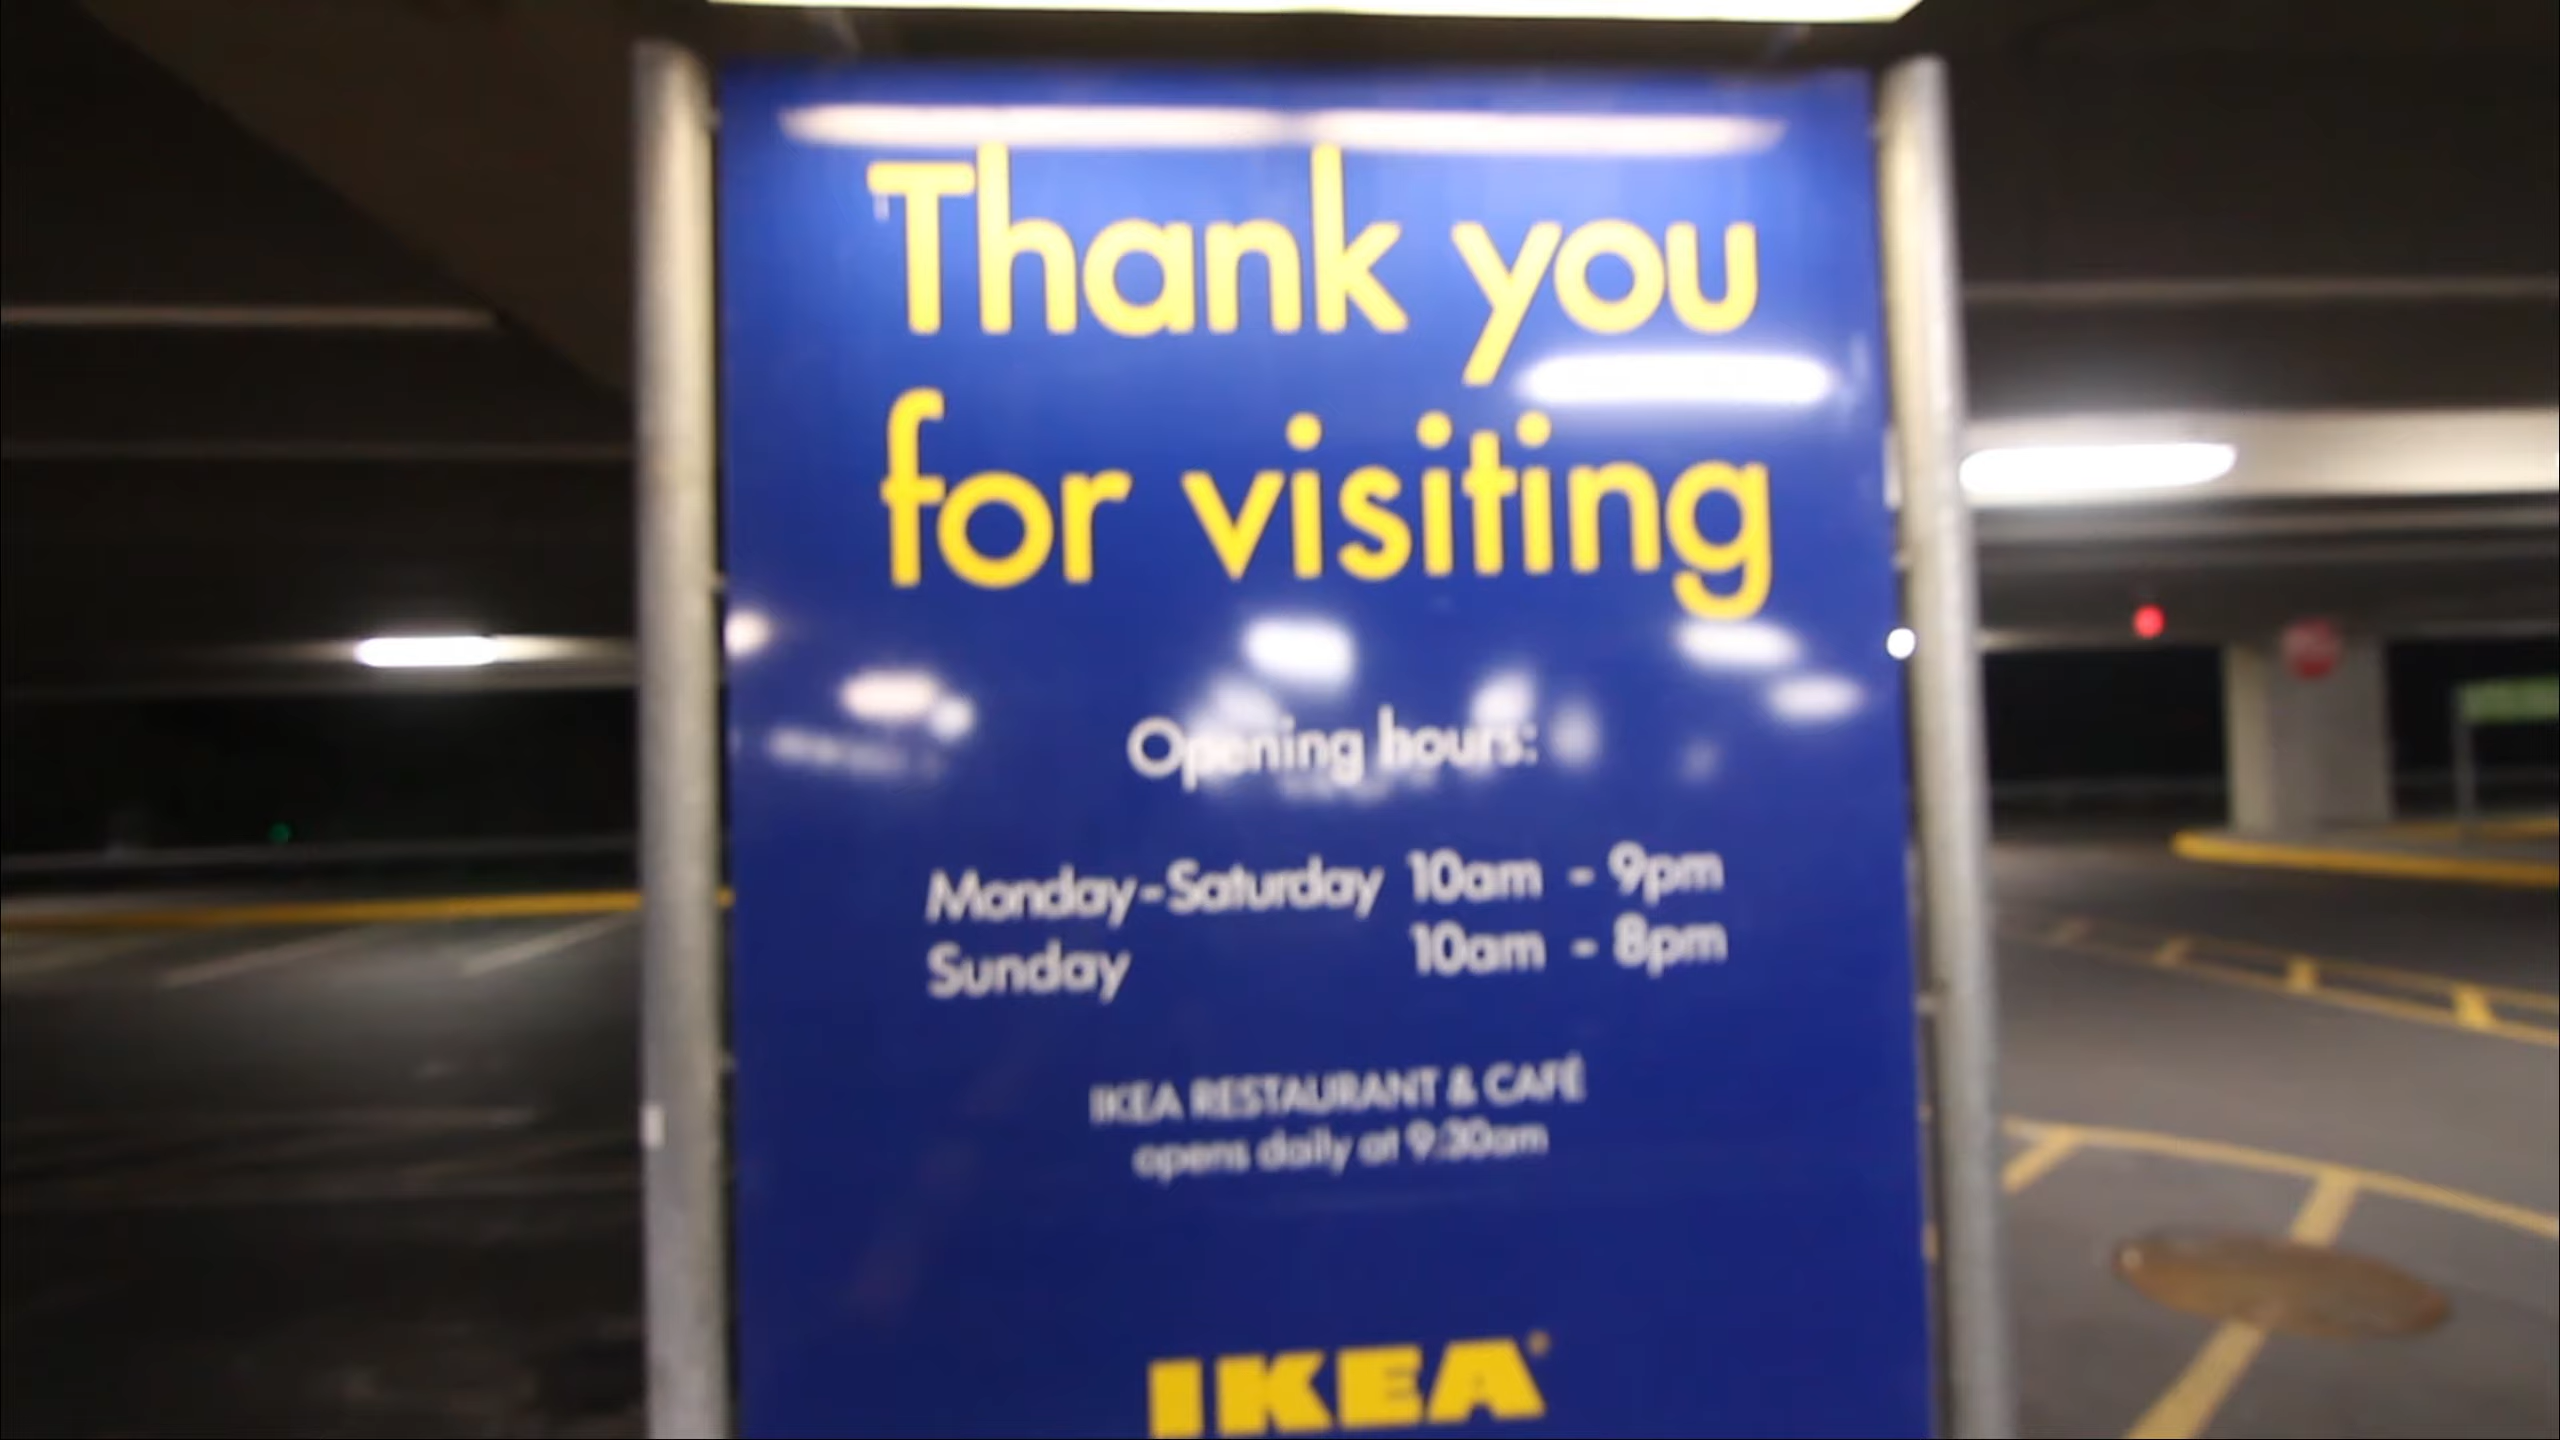 Thank you
for visiting
Opening hours:
Monday-Saturday 10am - 9pm
Sunday 10am - 8pm
IKEA RESTAURANT & CAFÉ
opens daily at 9:30am
IKEA®